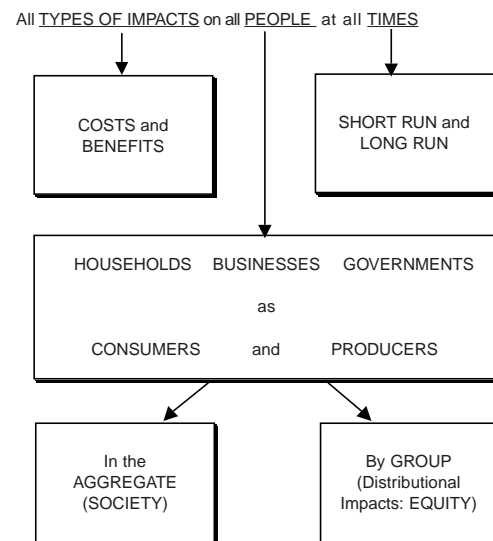 All TYPES OF IMPACTS on all PEOPLE at all TIMES
COSTS and
BENEFITS
SHORT RUN and
LONG RUN
HOUSEHOLDS BUSINESSES GOVERNMENTS
as
CONSUMERS and PRODUCERS
In the
AGGREGATE
(SOCIETY)
By GROUP
(Distributional
Impacts: EQUITY)